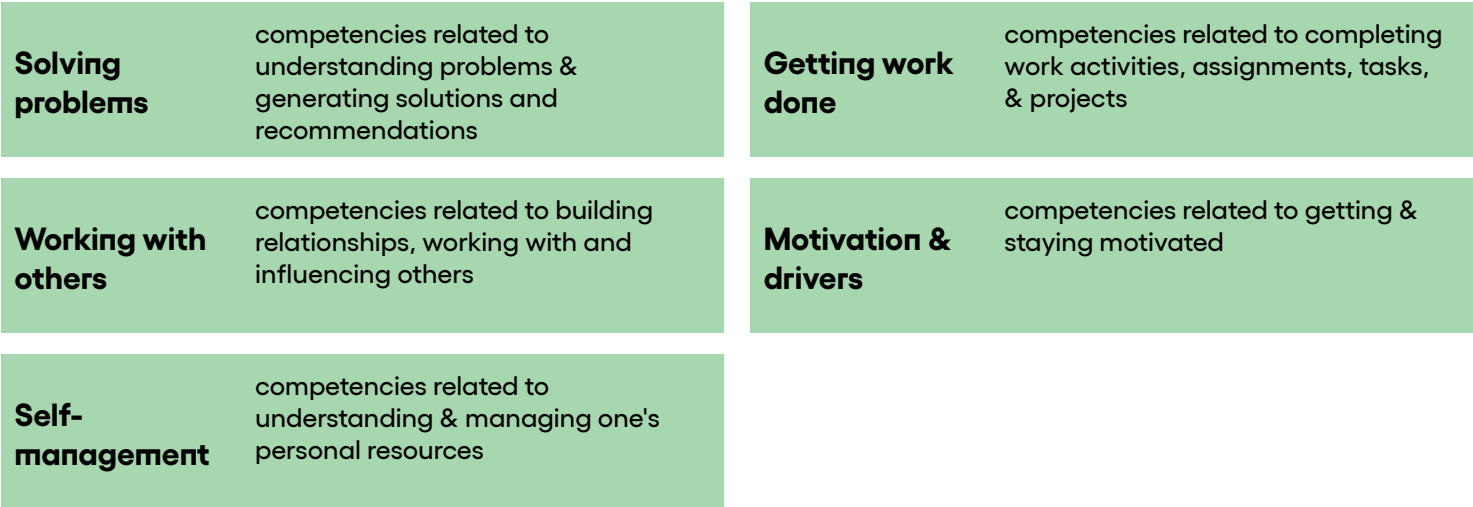 Solving
problems
competencies related to
understanding problems &
generating solutions and
recommendations
Getting work
done
competencies related to completing
work activities, assignments, tasks,
& projects
Working with
others
competencies related to building
relationships, working with and
influencing others
Motivation &
drivers
competencies related to getting &
staying motivated
Self-
management
competencies related to
understanding & managing one's
personal resources